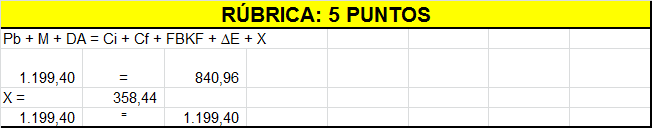 RÚBRICA: 5 PUNTOS
Pb + M + DA = Ci + Cf + FBKF + ∆E + X
1.199,40 = 840,96
X = 358,44
1.199,40 = 1.199,40